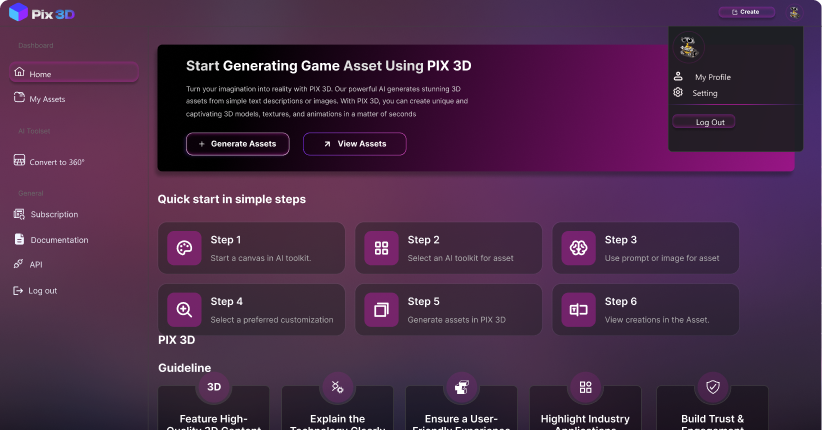 Pix 3D
Create
Dashboard
Home
My Assets
AI Toolkit
Convert to 360°
General
Subscription
Documentation
API
Log out
Start Generating Game Asset Using PIX 3D
Turn your imagination into reality with PIX 3D. Our powerful AI generates stunning 3D
assets from simple text descriptions or images. With PIX 3D, you can create unique and
captivating 3D models, textures, and animations in a matter of seconds
Generate Assets
View Assets
My Profile
Setting
Log Out
Quick start in simple steps
Step 1
Start a canvas in AI toolkit.
Step 2
Select an AI toolkit for asset
Step 3
Use prompt or image for asset
Step 4
Select a preferred customization
Step 5
Generate assets in PIX 3D
Step 6
View creations in the Asset.
PIX 3D
Guideline
3D
Feature High-
Quality 3D Content
Explain the
Technology Clearly
Ensure a User-
Friendly Experience
Highlight Industry
Applications
Build Trust &
Engagement